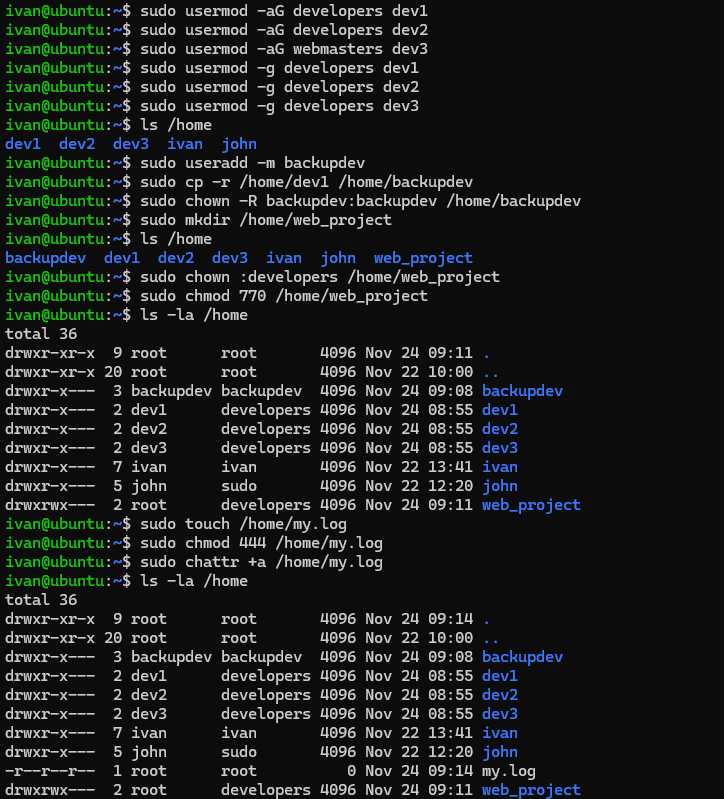 ivan@ubuntu:~$ sudo usermod -aG developers dev1
ivan@ubuntu:~$ sudo usermod -aG developers dev2
ivan@ubuntu:~$ sudo usermod -aG webmasters dev3
ivan@ubuntu:~$ sudo usermod -g developers dev1
ivan@ubuntu:~$ sudo usermod -g developers dev2
ivan@ubuntu:~$ sudo usermod -g developers dev3
ivan@ubuntu:~$ ls /home
dev1  dev2  dev3  ivan  john
ivan@ubuntu:~$ sudo useradd -m backupdev
ivan@ubuntu:~$ sudo cp -r /home/dev1 /home/backupdev
ivan@ubuntu:~$ sudo chown -R backupdev:backupdev /home/backupdev
ivan@ubuntu:~$ sudo mkdir /home/web_project
ivan@ubuntu:~$ ls /home
backupdev  dev1  dev2  dev3  ivan  john  web_project
ivan@ubuntu:~$ sudo chown :developers /home/web_project
ivan@ubuntu:~$ sudo chmod 770 /home/web_project
ivan@ubuntu:~$ ls -la /home
total 36
drwxr-xr-x  9 root      root       4096 Nov 24 09:11 .
drwxr-xr-x 20 root      root       4096 Nov 22 10:00 ..
drwxr-x---  3 backupdev backupdev  4096 Nov 24 09:08 backupdev
drwxr-x---  2 dev1      developers 4096 Nov 24 08:55 dev1
drwxr-x---  2 dev2      developers 4096 Nov 24 08:55 dev2
drwxr-x---  2 dev3      developers 4096 Nov 24 08:55 dev3
drwxr-x---  7 ivan      ivan       4096 Nov 22 13:41 ivan
drwxr-x---  5 john      sudo       4096 Nov 22 12:20 john
drwxrwx---  2 root      developers 4096 Nov 24 09:11 web_project
ivan@ubuntu:~$ sudo touch /home/my.log
ivan@ubuntu:~$ sudo chmod 444 /home/my.log
ivan@ubuntu:~$ sudo chattr +a /home/my.log
ivan@ubuntu:~$ ls -la /home
total 36
drwxr-xr-x  9 root      root       4096 Nov 24 09:14 .
drwxr-xr-x 20 root      root       4096 Nov 22 10:00 ..
drwxr-x---  3 backupdev backupdev  4096 Nov 24 09:08 backupdev
drwxr-x---  2 dev1      developers 4096 Nov 24 08:55 dev1
drwxr-x---  2 dev2      developers 4096 Nov 24 08:55 dev2
drwxr-x---  2 dev3      developers 4096 Nov 24 08:55 dev3
drwxr-x---  7 ivan      ivan       4096 Nov 22 13:41 ivan
drwxr-x---  5 john      sudo       4096 Nov 22 12:20 john
-r--r--r--  1 root      root          0 Nov 24 09:14 my.log
drwxrwx---  2 root      developers 4096 Nov 24 09:11 web_project